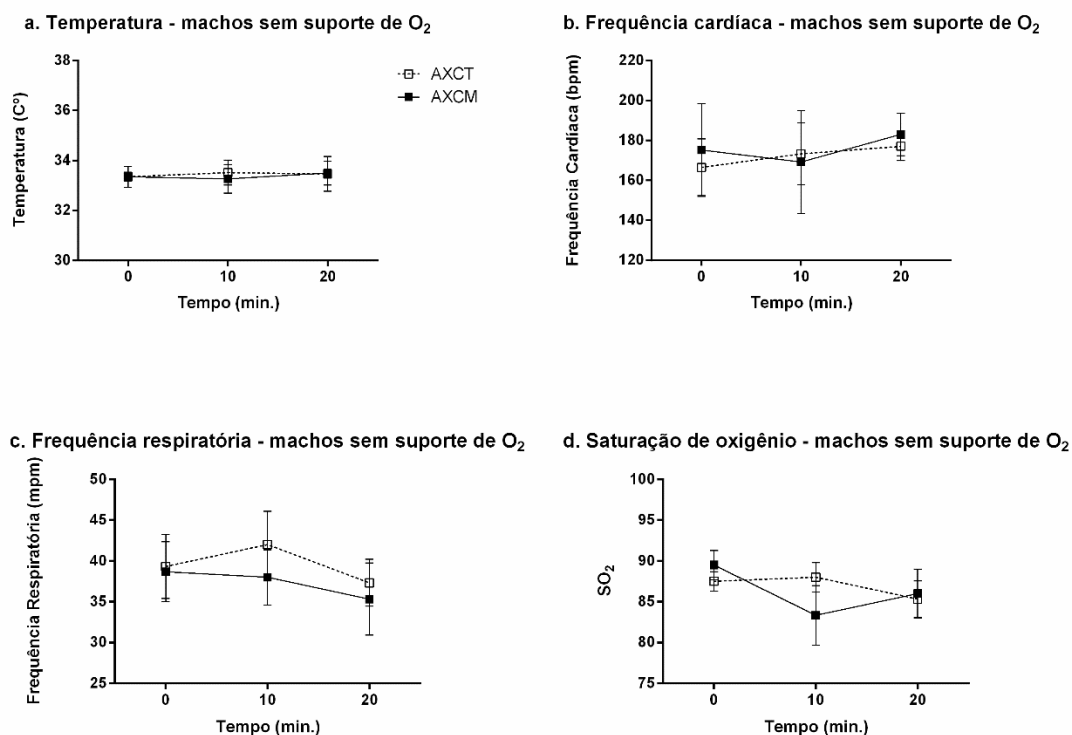 a. Temperatura - machos sem suporte de O₂
Temperatura (C°)
38
36
34
32
30
0
10
20
Tempo (min.)
AXCT
AXCM
b. Frequência cardíaca - machos sem suporte de O₂
Frequência Cardíaca (bpm)
220
200
180
160
140
120
0
10
20
Tempo (min.)
c. Frequência respiratória - machos sem suporte de O₂
Frequência Respiratória (mpm)
50
45
40
35
30
25
0
10
20
Tempo (min.)
d. Saturação de oxigênio - machos sem suporte de O₂
SO₂
100
95
90
85
80
75
0
10
20
Tempo (min.)